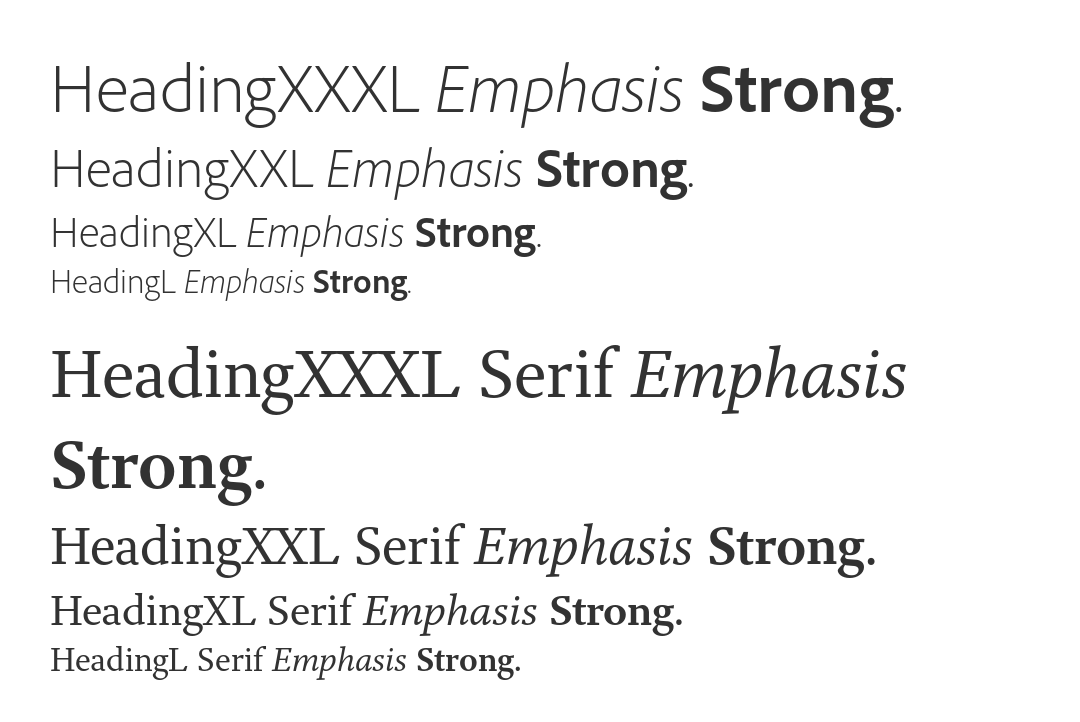 HeadingXXXL Emphasis Strong.
HeadingXXL Emphasis Strong.
HeadingXL Emphasis Strong.
HeadingL Emphasis Strong.
HeadingXXXL Serif Emphasis
Strong.
HeadingXXL Serif Emphasis Strong.
HeadingXL Serif Emphasis Strong.
HeadingL Serif Emphasis Strong.